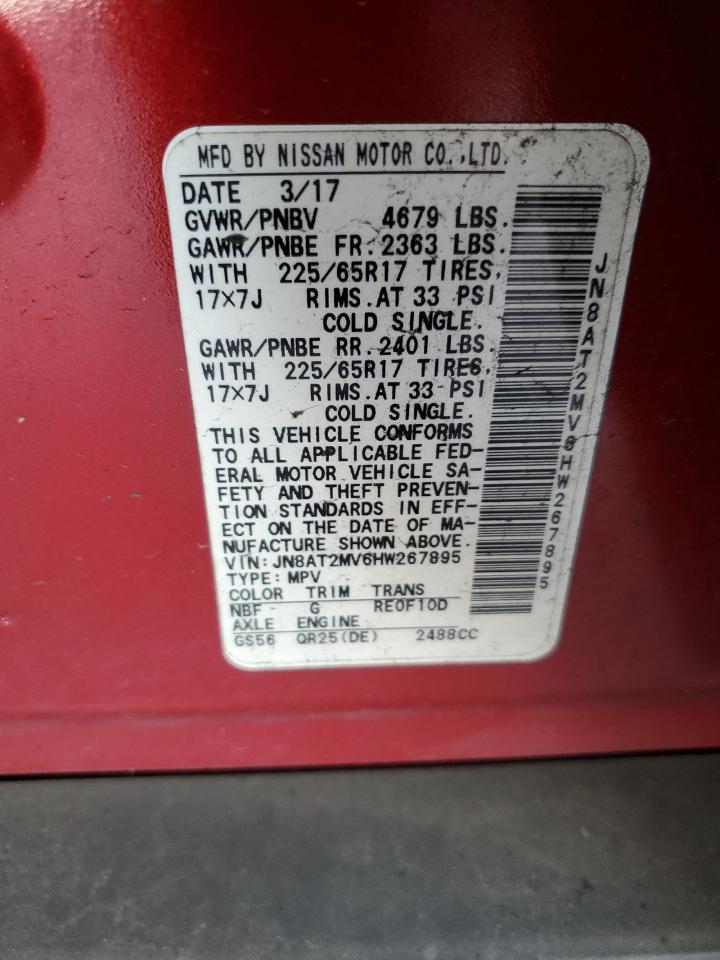 MFD BY NISSAN MOTOR CO.,LTD.
DATE 3/17
GVWR/PNBV 4679 LBS.
GAWR/PNBE FR.2363 LBS.
WITH 225/65R17 TIRES,
17×7J RIMS.AT 33 PSI
COLD SINGLE.
GAWR/PNBE RR.2401 LBS.
WITH 225/65R17 TIRES,
17×7J RIMS.AT 33 PSI
COLD SINGLE.
THIS VEHICLE CONFORMS
TO ALL APPLICABLE FED-
ERAL MOTOR VEHICLE SA-
FETY AND THEFT PREVEN-
TION STANDARDS IN EFF-
ECT ON THE DATE OF MA-
NUFACTURE SHOWN ABOVE.
VIN:JN8AT2MV6HW267895
TYPE:MPV
COLOR TRIM TRANS
NBF G RE0F10D
AXLE ENGINE
GS56 QR25(DE) 2488CC
JN8AT2MV6HW267895